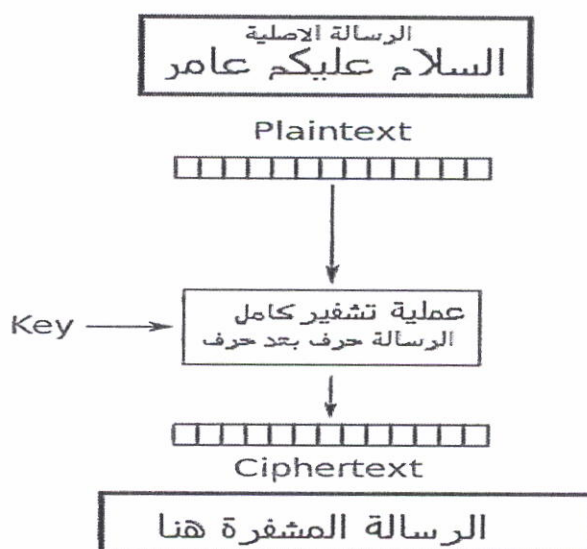 الرسالة الاصلية
السلام عليكم عامر
Plaintext
عملية تشفير كامل
Key
الرسالة حرف بعد حرف
Ciphertext
الرسالة المشفرة هنا